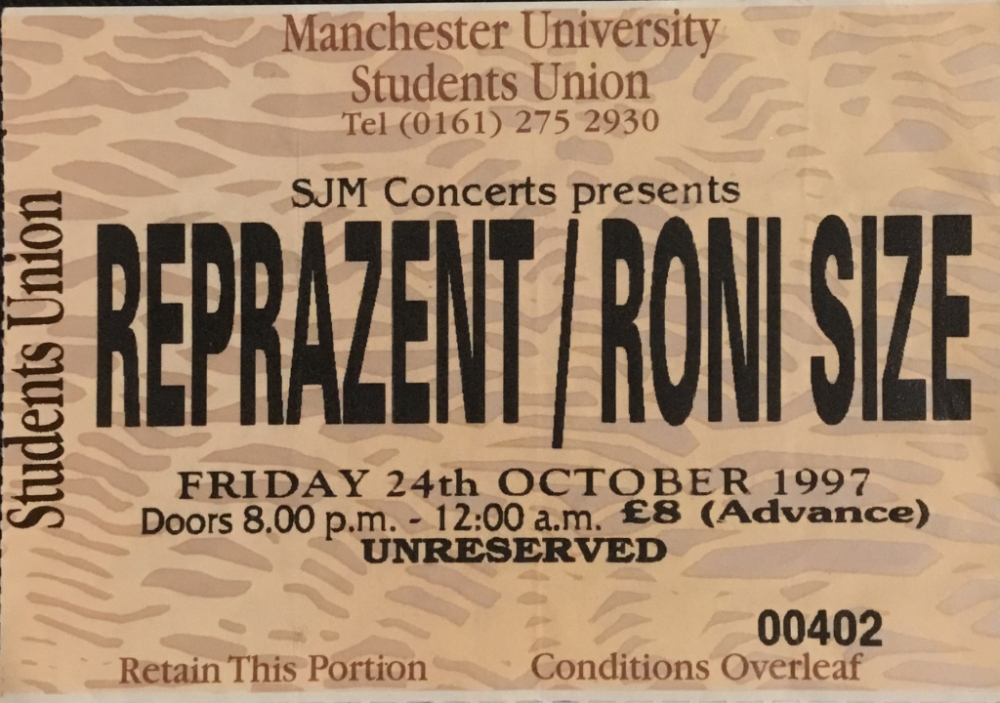 Manchester University
Students Union
Tel (0161) 275 2930
Students Union
SJM Concerts presents
REPRAZENT / RONI SIZE
FRIDAY 24th OCTOBER 1997
Doors 8.00 p.m. - 12:00 a.m. £8 (Advance)
UNRESERVED
00402
Retain This Portion Conditions Overleaf